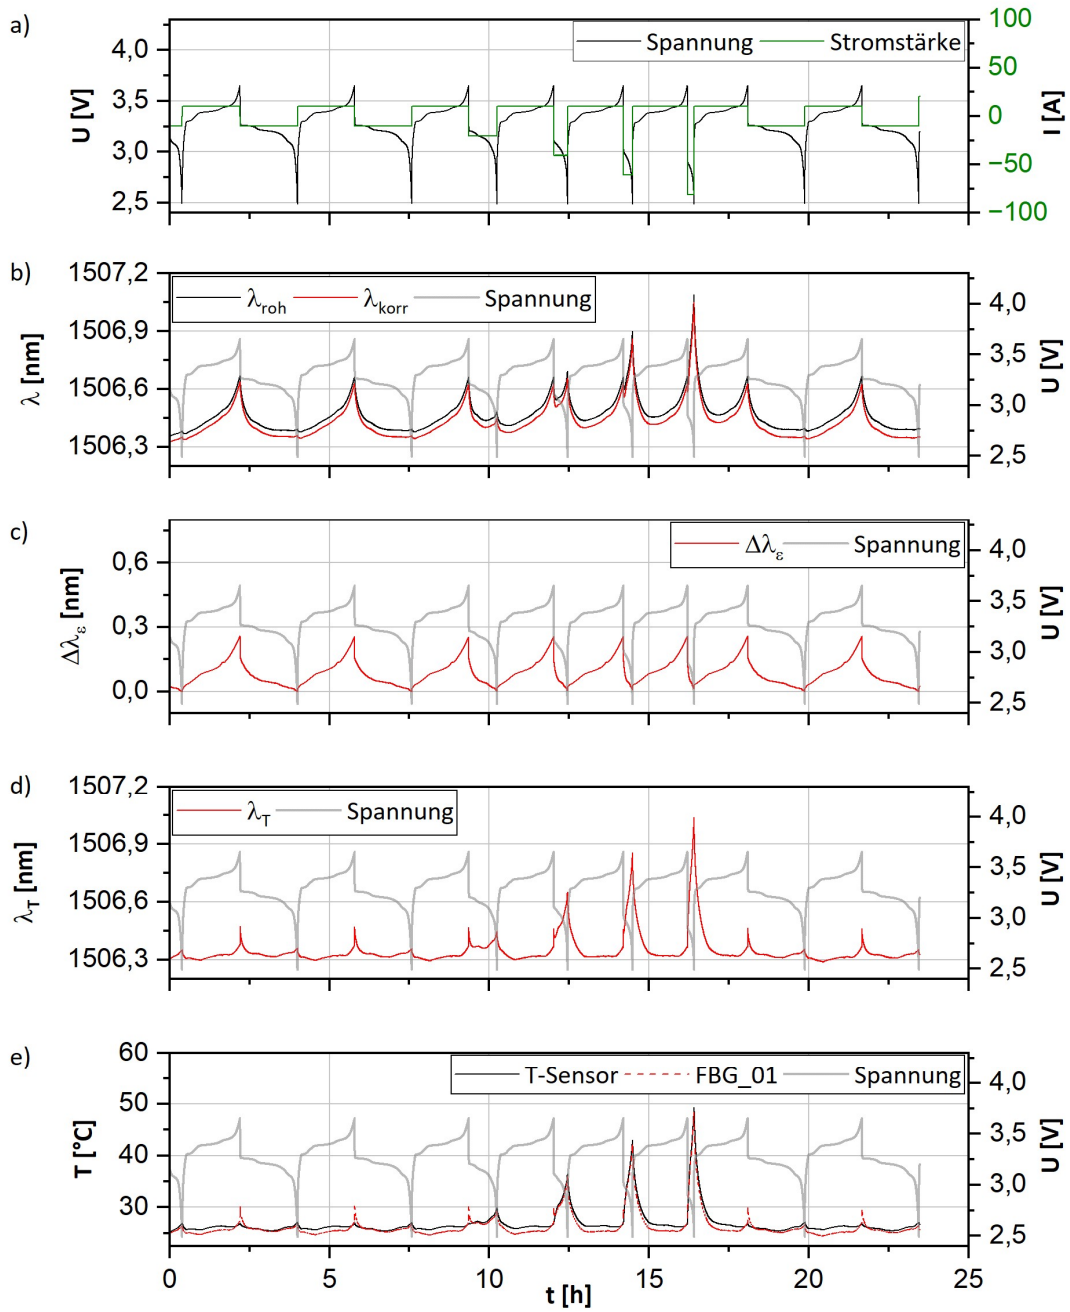 a)
4,0
3,5
3,0
2,5
U [V]
Spannung
Stromstärke
100
50
0
−50
−100
I [A]
b)
1507,2
1506,9
1506,6
1506,3
λ [nm]
λroh
λkorr
Spannung
4,0
3,5
3,0
2,5
U [V]
c)
0,6
0,3
0,0
Δλε [nm]
Δλε
Spannung
4,0
3,5
3,0
2,5
U [V]
d)
1507,2
1506,9
1506,6
1506,3
λT [nm]
λT
Spannung
4,0
3,5
3,0
2,5
U [V]
e)
60
50
40
30
T [°C]
T-Sensor
FBG_01
Spannung
4,0
3,5
3,0
2,5
U [V]
0
5
10
15
20
25
t [h]